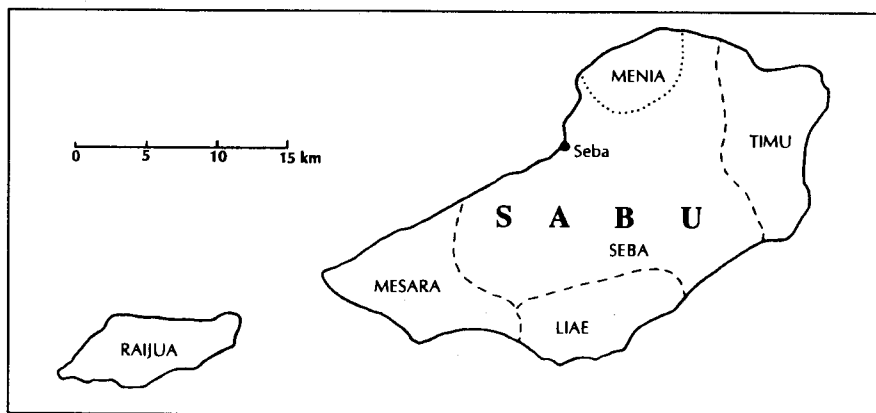 MENIA
TIMU
Seba
0 5 10 15 km
S A B U
SEBA
MESARA
LIAE
RAIJUA